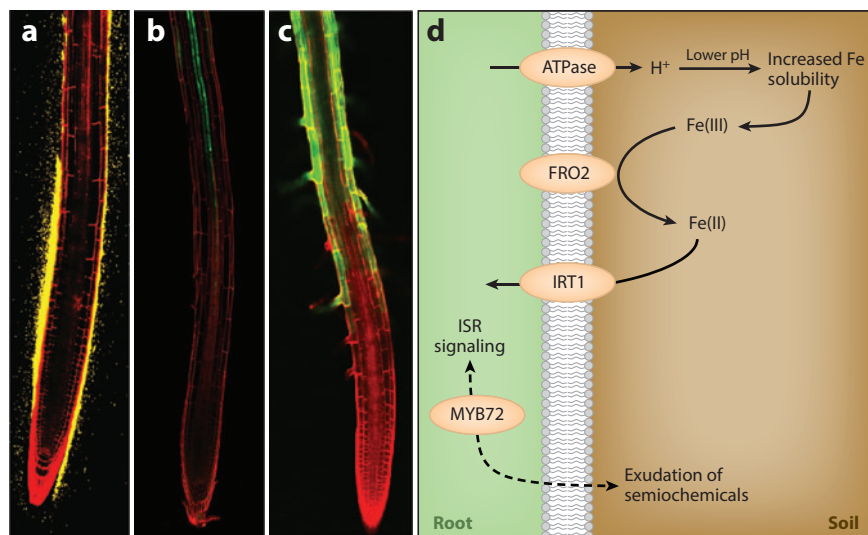 a
b
c
d
ATPase
H+
Lower pH
Increased Fe
solubility
Fe(III)
FRO2
Fe(II)
IRT1
ISR
signaling
MYB72
Exudation of
semiochemicals
Root
Soil